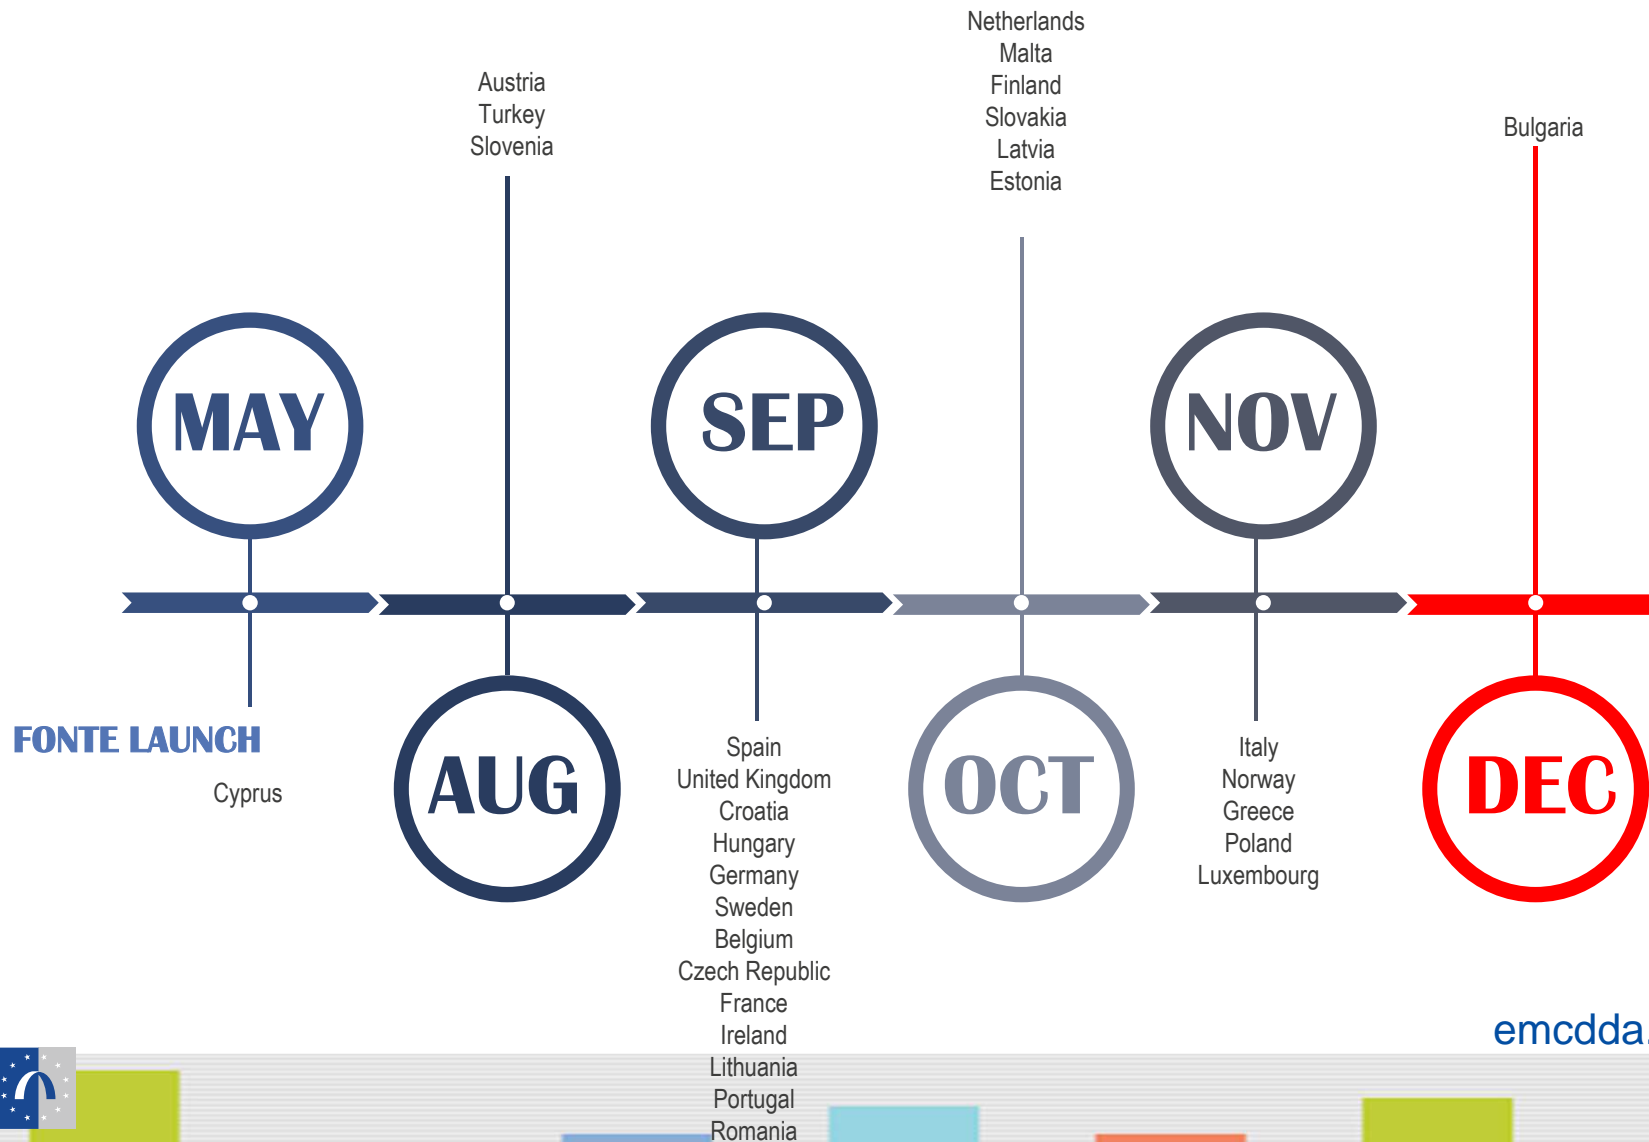 Netherlands
Malta
Finland
Slovakia
Latvia
Estonia
Austria
Turkey
Slovenia
Bulgaria
MAY
SEP
NOV
FONTE LAUNCH
Cyprus
AUG
Spain
United Kingdom
Croatia
Hungary
Germany
Sweden
Belgium
Czech Republic
France
Ireland
Lithuania
Portugal
Romania
OCT
Italy
Norway
Greece
Poland
Luxembourg
DEC
emcdda.